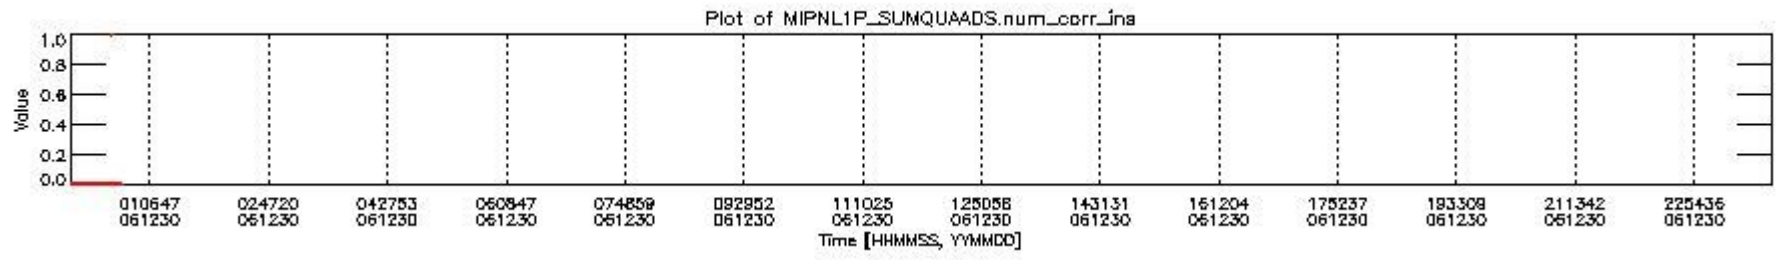 Plot of MIPNL1P_SUMQUAADS.num_corr_ins
1.0
0.8
0.6
0.4
0.2
0.0
Value
010647 024720 042753 060847 074859 092952 111025 125058 143131 161204 175237 193309 211342 225436
061230 061230 061230 061230 061230 061230 061230 061230 061230 061230 061230 061230 061230 061230
Time [HHMMSS, YYMMDD]